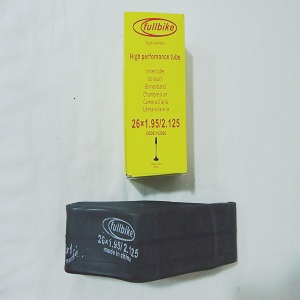 fullbike
High perfomance tube
Inner tube
Schlauch
Binnenband
Chambre a air
Camera d'aria
Cámara de aire
26×1.95/2.125
fullbike
26×1.95/2.125
made in china